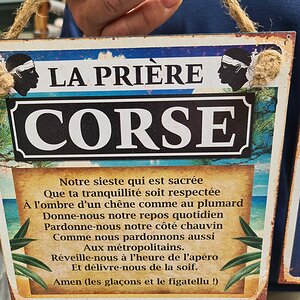 LA PRIÈRE
CORSE
Notre sieste qui est sacrée
Que ta tranquilité soit respectée
À l'ombre d'un chêne comme au plumard
Donne-nous notre repos quotidien
Pardonne-nous notre côté chauvin
Comme nous pardonnons aussi
Aux métropolitains.
Réveille-nous à l'heure de l'apéro
Et délivre-nous de la soif.
Amen (les glaçons et le figatellu !)